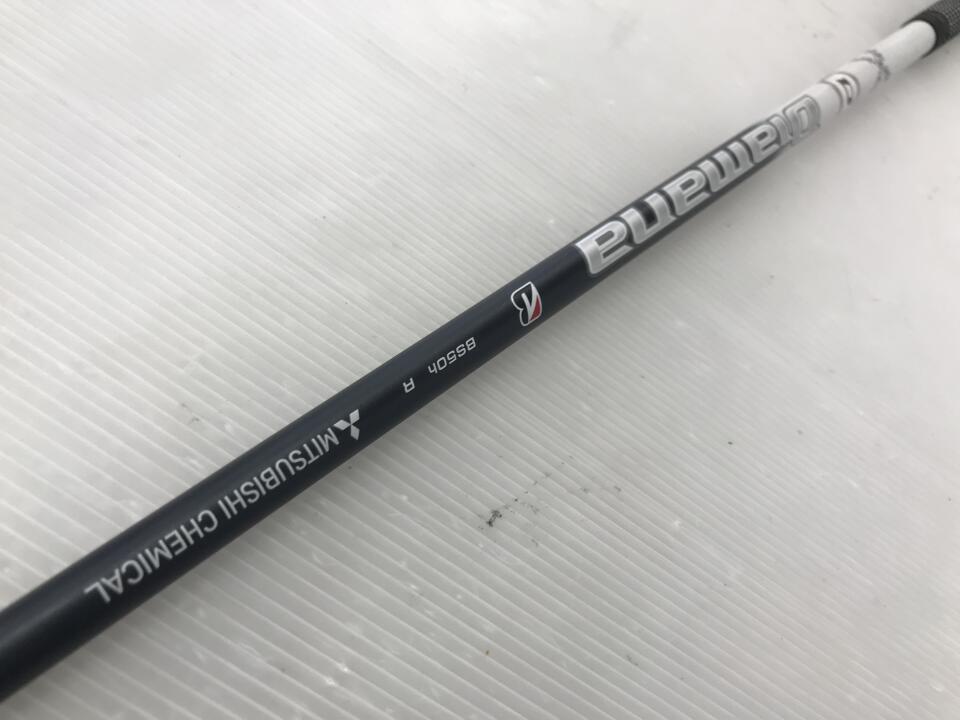 Diamana
B
BS50h R
MITSUBISHI CHEMICAL